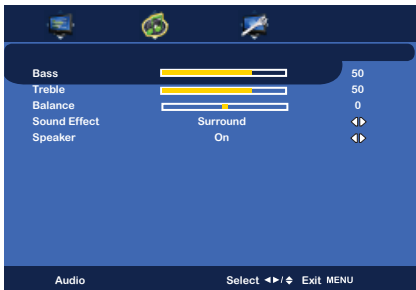 Bass 50
Treble 50
Balance 0
Sound Effect Surround
Speaker On
Audio Select ◄►/⬍ Exit MENU